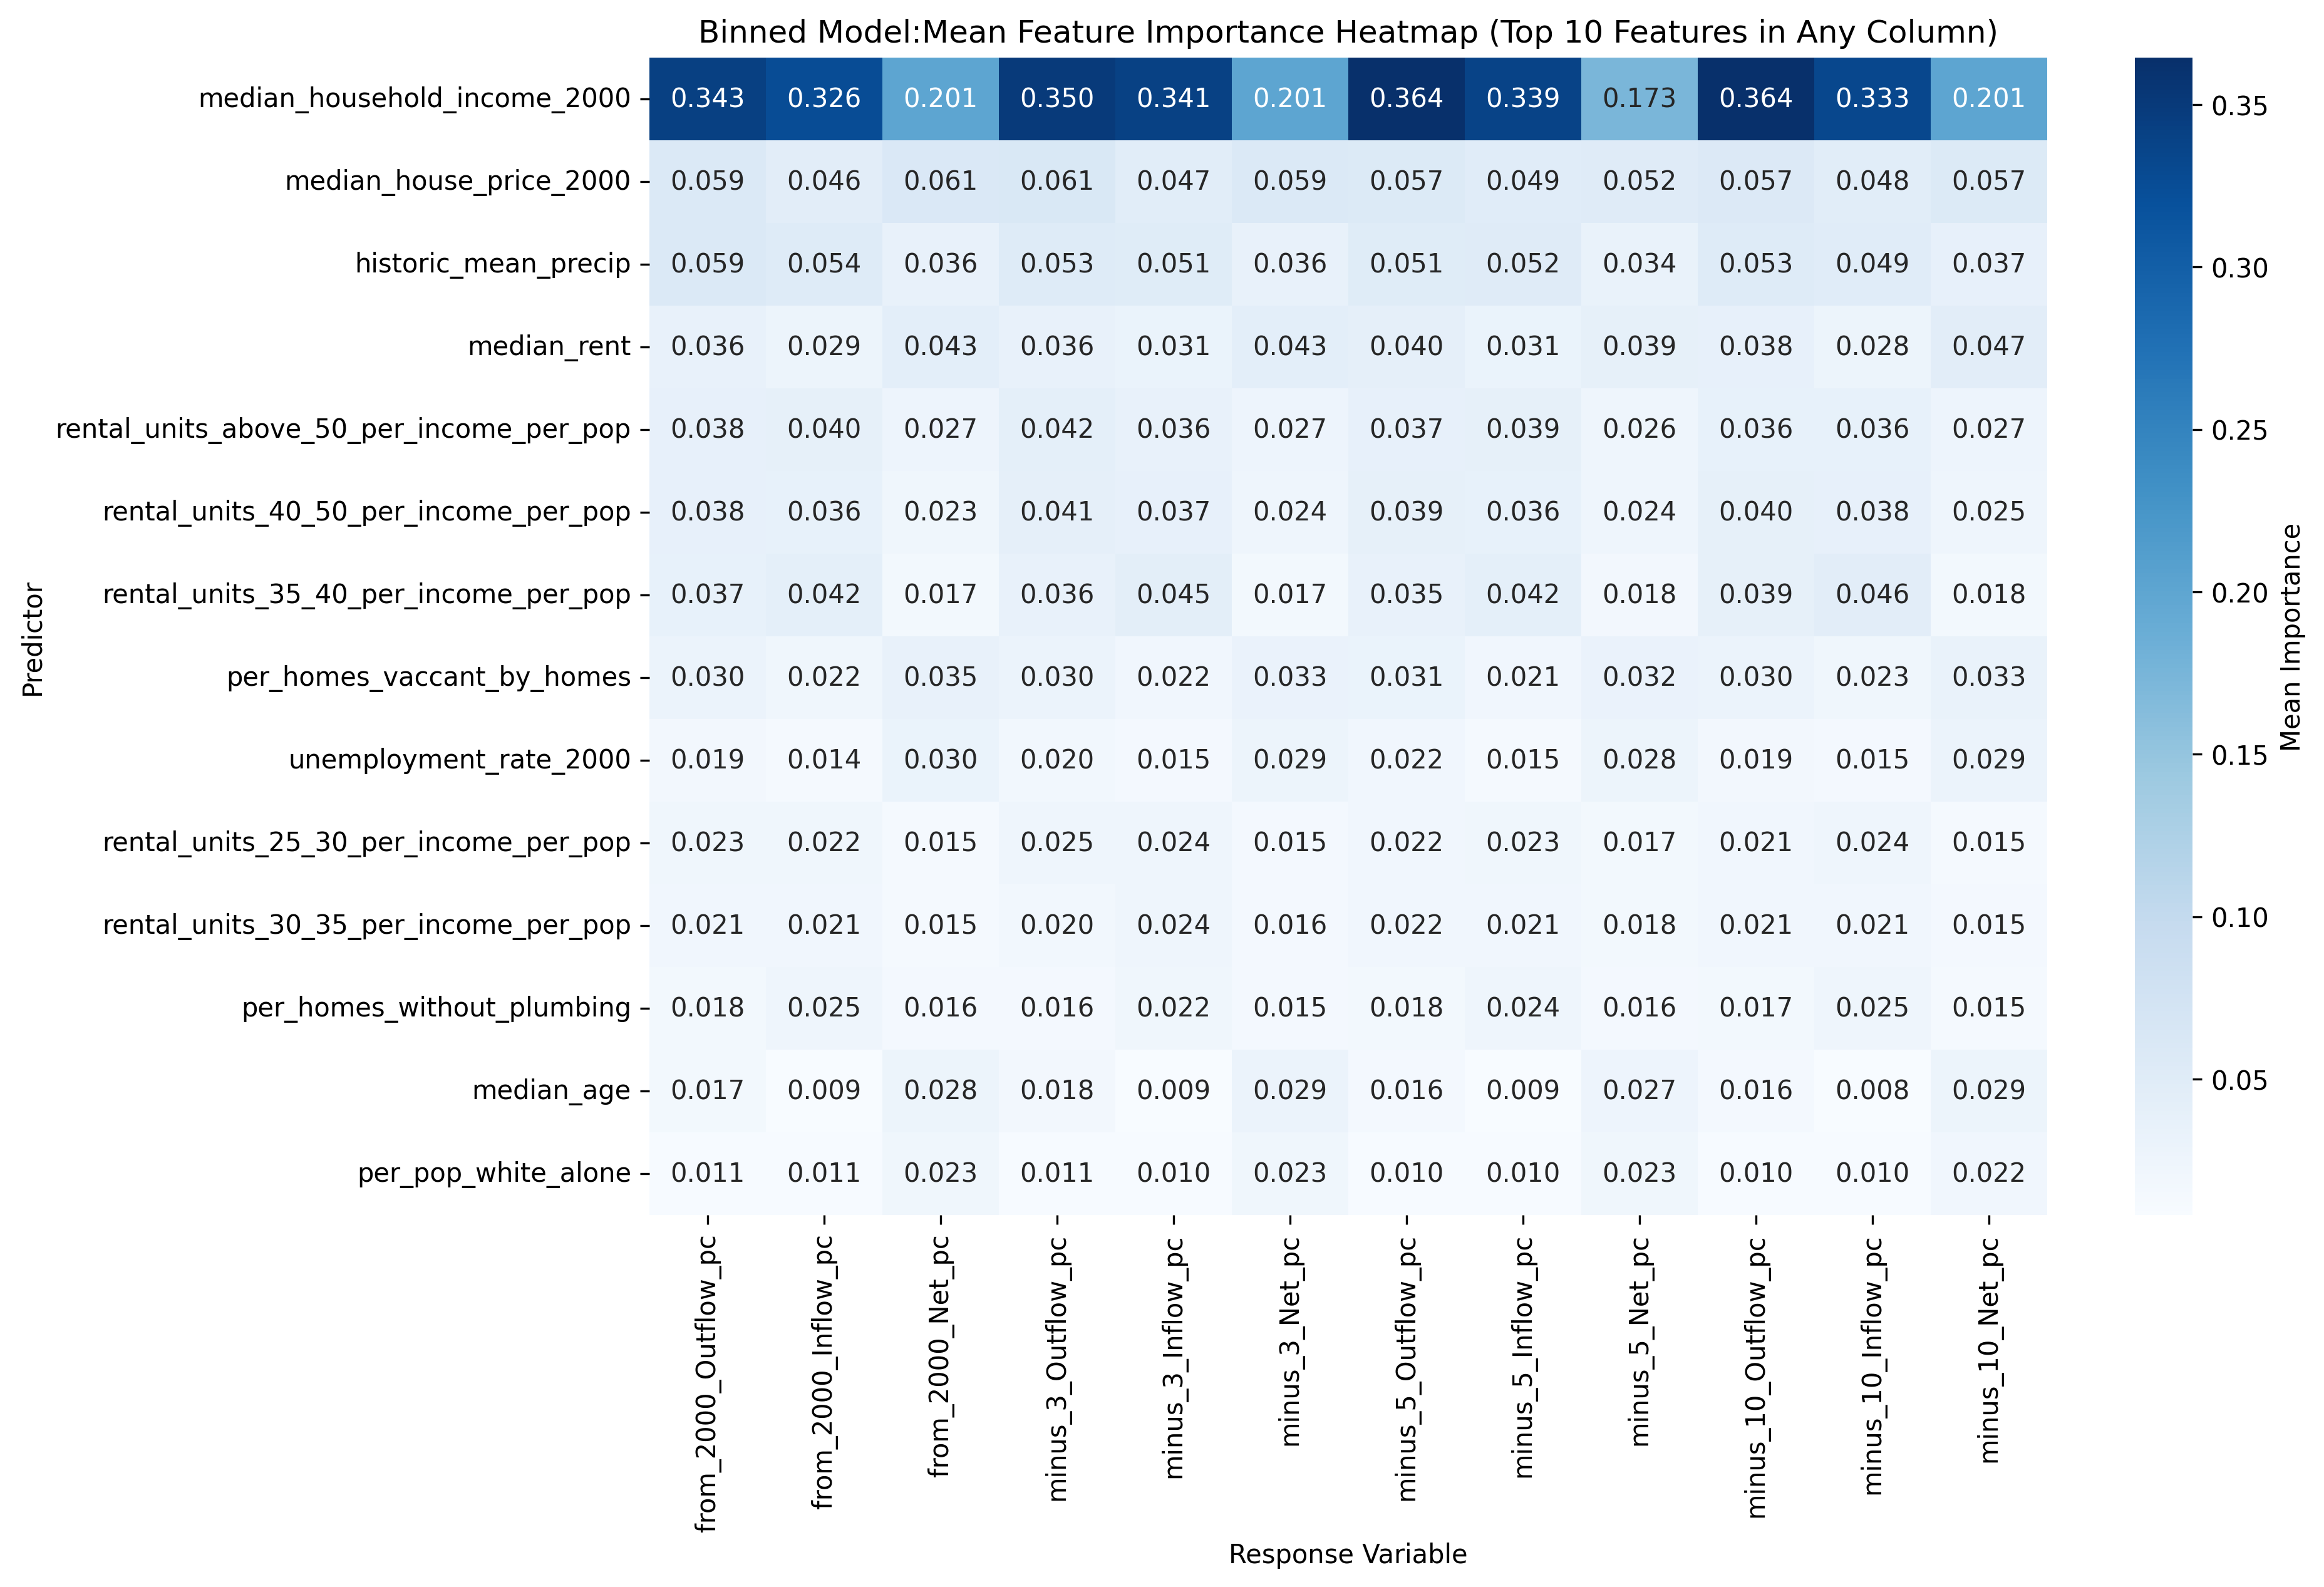 Binned Model:Mean Feature Importance Heatmap (Top 10 Features in Any Column)
Predictor
median_household_income_2000 0.343 0.326 0.201 0.350 0.341 0.201 0.364 0.339 0.173 0.364 0.333 0.201
median_house_price_2000 0.059 0.046 0.061 0.061 0.047 0.059 0.057 0.049 0.052 0.057 0.048 0.057
historic_mean_precip 0.059 0.054 0.036 0.053 0.051 0.036 0.051 0.052 0.034 0.053 0.049 0.037
median_rent 0.036 0.029 0.043 0.036 0.031 0.043 0.040 0.031 0.039 0.038 0.028 0.047
rental_units_above_50_per_income_per_pop 0.038 0.040 0.027 0.042 0.036 0.027 0.037 0.039 0.026 0.036 0.036 0.027
rental_units_40_50_per_income_per_pop 0.038 0.036 0.023 0.041 0.037 0.024 0.039 0.036 0.024 0.040 0.038 0.025
rental_units_35_40_per_income_per_pop 0.037 0.042 0.017 0.036 0.045 0.017 0.035 0.042 0.018 0.039 0.046 0.018
per_homes_vaccant_by_homes 0.030 0.022 0.035 0.030 0.022 0.033 0.031 0.021 0.032 0.030 0.023 0.033
unemployment_rate_2000 0.019 0.014 0.030 0.020 0.015 0.029 0.022 0.015 0.028 0.019 0.015 0.029
rental_units_25_30_per_income_per_pop 0.023 0.022 0.015 0.025 0.024 0.015 0.022 0.023 0.017 0.021 0.024 0.015
rental_units_30_35_per_income_per_pop 0.021 0.021 0.015 0.020 0.024 0.016 0.022 0.021 0.018 0.021 0.021 0.015
per_homes_without_plumbing 0.018 0.025 0.016 0.016 0.022 0.015 0.018 0.024 0.016 0.017 0.025 0.015
median_age 0.017 0.009 0.028 0.018 0.009 0.029 0.016 0.009 0.027 0.016 0.008 0.029
per_pop_white_alone 0.011 0.011 0.023 0.011 0.010 0.023 0.010 0.010 0.023 0.010 0.010 0.022
from_2000_Outflow_pc
from_2000_Inflow_pc
from_2000_Net_pc
minus_3_Outflow_pc
minus_3_Inflow_pc
minus_3_Net_pc
minus_5_Outflow_pc
minus_5_Inflow_pc
minus_5_Net_pc
minus_10_Outflow_pc
minus_10_Inflow_pc
minus_10_Net_pc
Response Variable
0.35
0.30
0.25
0.20
0.15
0.10
0.05
Mean Importance